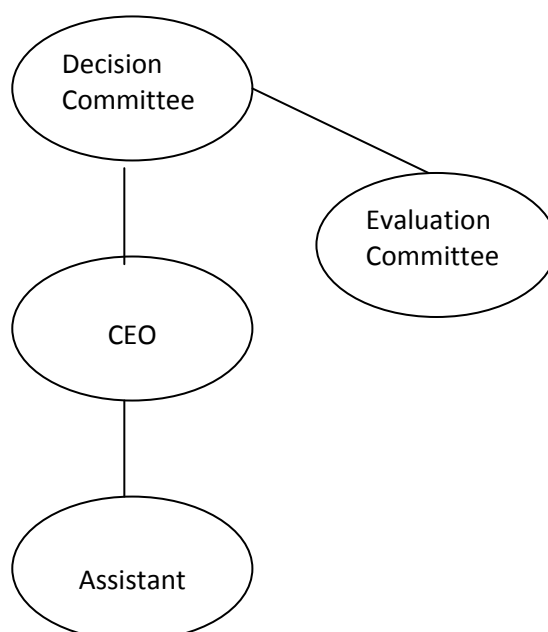 Decision
Committee
Evaluation
Committee
CEO
Assistant